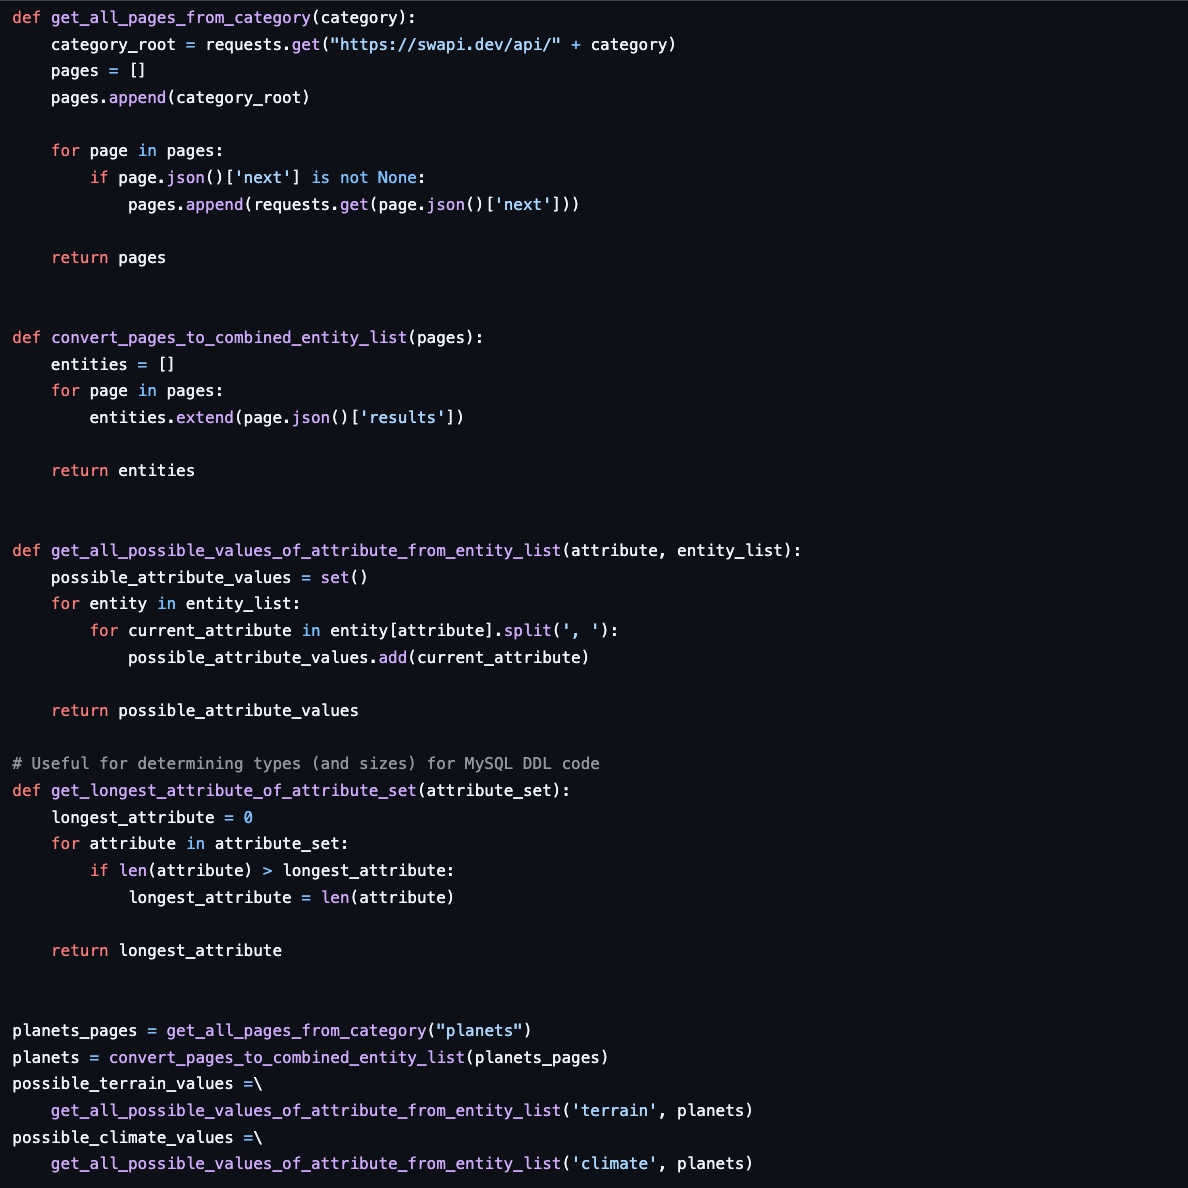 def get_all_pages_from_category(category):
    category_root = requests.get("https://swapi.dev/api/" + category)
    pages = []
    pages.append(category_root)

    for page in pages:
        if page.json()['next'] is not None:
            pages.append(requests.get(page.json()['next']))

    return pages


def convert_pages_to_combined_entity_list(pages):
    entities = []
    for page in pages:
        entities.extend(page.json()['results'])

    return entities


def get_all_possible_values_of_attribute_from_entity_list(attribute, entity_list):
    possible_attribute_values = set()
    for entity in entity_list:
        for current_attribute in entity[attribute].split(', '):
            possible_attribute_values.add(current_attribute)

    return possible_attribute_values

# Useful for determining types (and sizes) for MySQL DDL code
def get_longest_attribute_of_attribute_set(attribute_set):
    longest_attribute = 0
    for attribute in attribute_set:
        if len(attribute) > longest_attribute:
            longest_attribute = len(attribute)

    return longest_attribute


planets_pages = get_all_pages_from_category("planets")
planets = convert_pages_to_combined_entity_list(planets_pages)
possible_terrain_values =\
    get_all_possible_values_of_attribute_from_entity_list('terrain', planets)
possible_climate_values =\
    get_all_possible_values_of_attribute_from_entity_list('climate', planets)